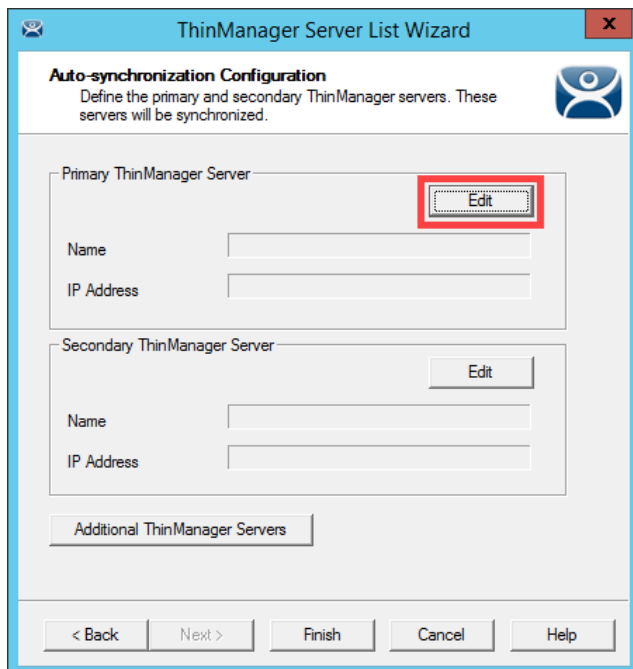 ThinManager Server List Wizard
x
Auto-synchronization Configuration
Define the primary and secondary ThinManager servers. These
servers will be synchronized.
Primary ThinManager Server
Edit
Name
IP Address
Secondary ThinManager Server
Edit
Name
IP Address
Additional ThinManager Servers
< Back Next > Finish Cancel Help